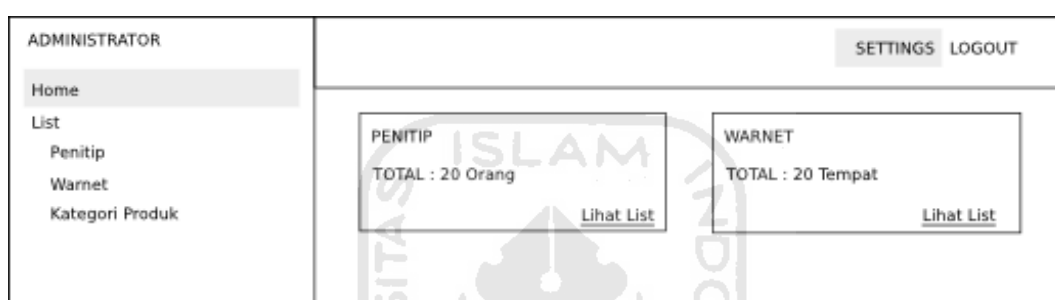 ADMINISTRATOR
SETTINGS LOGOUT
Home
List
Penitip
Warnet
Kategori Produk
PENITIP
TOTAL : 20 Orang
Lihat List
WARNET
TOTAL : 20 Tempat
Lihat List
ISLAM